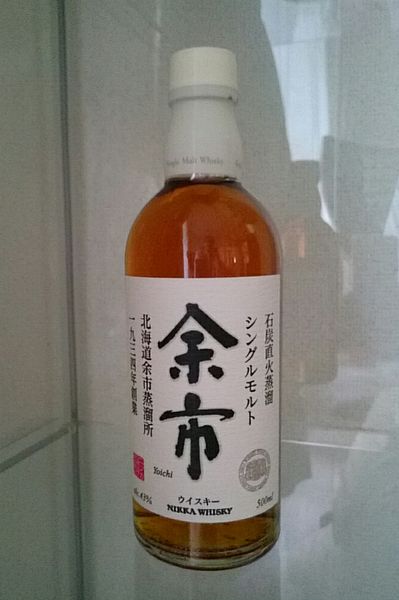 Single Malt Whisky
石炭直火蒸溜
シングルモルト
余市
北海道余市蒸溜所
一九三四年創業
Yoichi
alc.43%
500ml
ウイスキー
NIKKA WHISKY